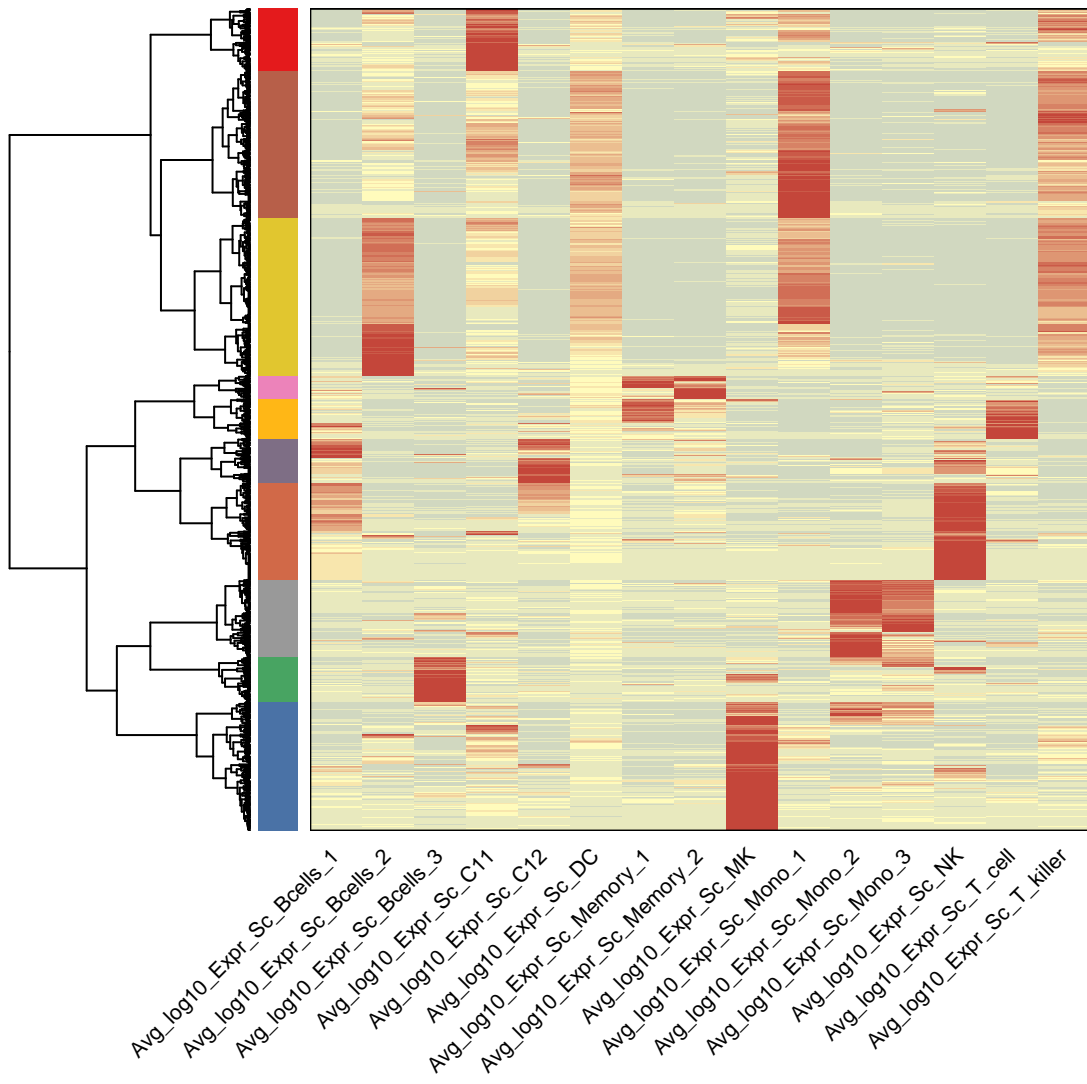 Avg_log10_Expr_Sc_Bcells_1
Avg_log10_Expr_Sc_Bcells_2
Avg_log10_Expr_Sc_Bcells_3
Avg_log10_Expr_Sc_C11
Avg_log10_Expr_Sc_C12
Avg_log10_Expr_Sc_DC
Avg_log10_Expr_Sc_Memory_1
Avg_log10_Expr_Sc_Memory_2
Avg_log10_Expr_Sc_MK
Avg_log10_Expr_Sc_Mono_1
Avg_log10_Expr_Sc_Mono_2
Avg_log10_Expr_Sc_Mono_3
Avg_log10_Expr_Sc_NK
Avg_log10_Expr_Sc_T_cell
Avg_log10_Expr_Sc_T_killer